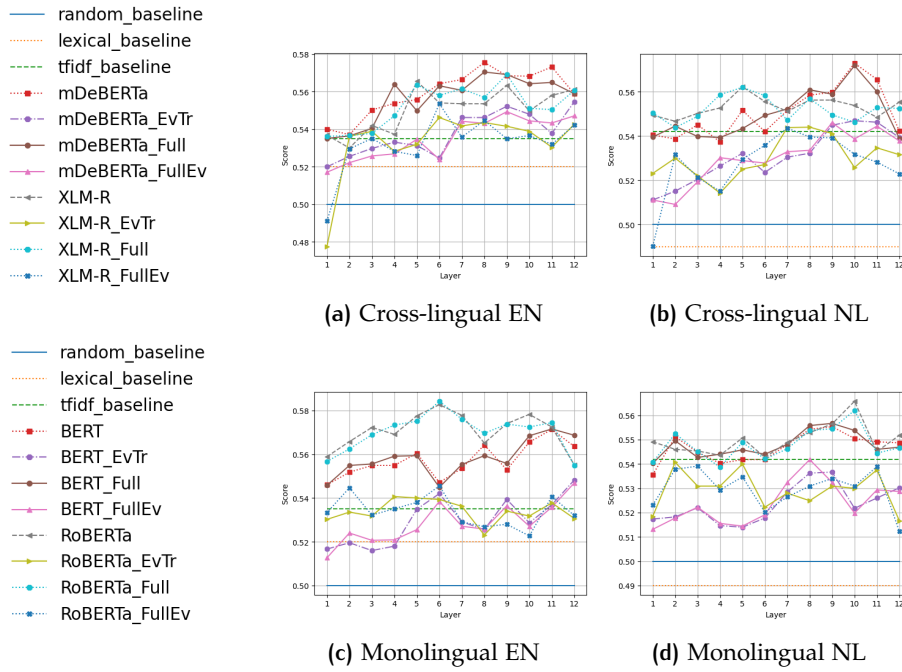 random_baseline
lexical_baseline
tfidf_baseline
mDeBERTa
mDeBERTa_EvTr
mDeBERTa_Full
mDeBERTa_FullEv
XLM-R
XLM-R_EvTr
XLM-R_Full
XLM-R_FullEv
0.58
0.56
0.54
0.52
0.50
0.48
Score
1 2 3 4 5 6 7 8 9 10 11 12
Layer
(a) Cross-lingual EN
0.56
0.54
0.52
0.50
Score
1 2 3 4 5 6 7 8 9 10 11 12
Layer
(b) Cross-lingual NL
random_baseline
lexical_baseline
tfidf_baseline
BERT
BERT_EvTr
BERT_Full
BERT_FullEv
RoBERTa
RoBERTa_EvTr
RoBERTa_Full
RoBERTa_FullEv
0.58
0.56
0.54
0.52
0.50
Score
1 2 3 4 5 6 7 8 9 10 11 12
Layer
(c) Monolingual EN
0.56
0.55
0.54
0.53
0.52
0.51
0.50
0.49
Score
1 2 3 4 5 6 7 8 9 10 11 12
Layer
(d) Monolingual NL